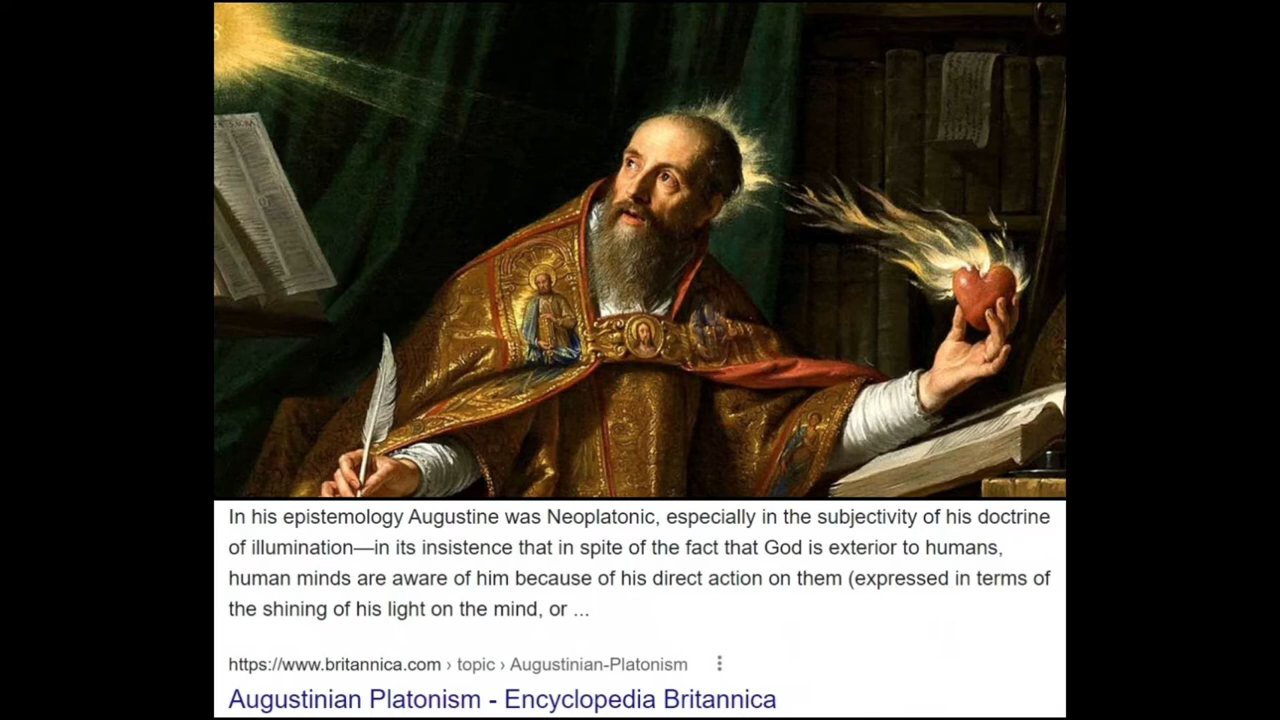 In his epistemology Augustine was Neoplatonic, especially in the subjectivity of his doctrine
of illumination—in its insistence that in spite of the fact that God is exterior to humans,
human minds are aware of him because of his direct action on them (expressed in terms of
the shining of his light on the mind, or ...
https://www.britannica.com › topic › Augustinian-Platonism
Augustinian Platonism - Encyclopedia Britannica